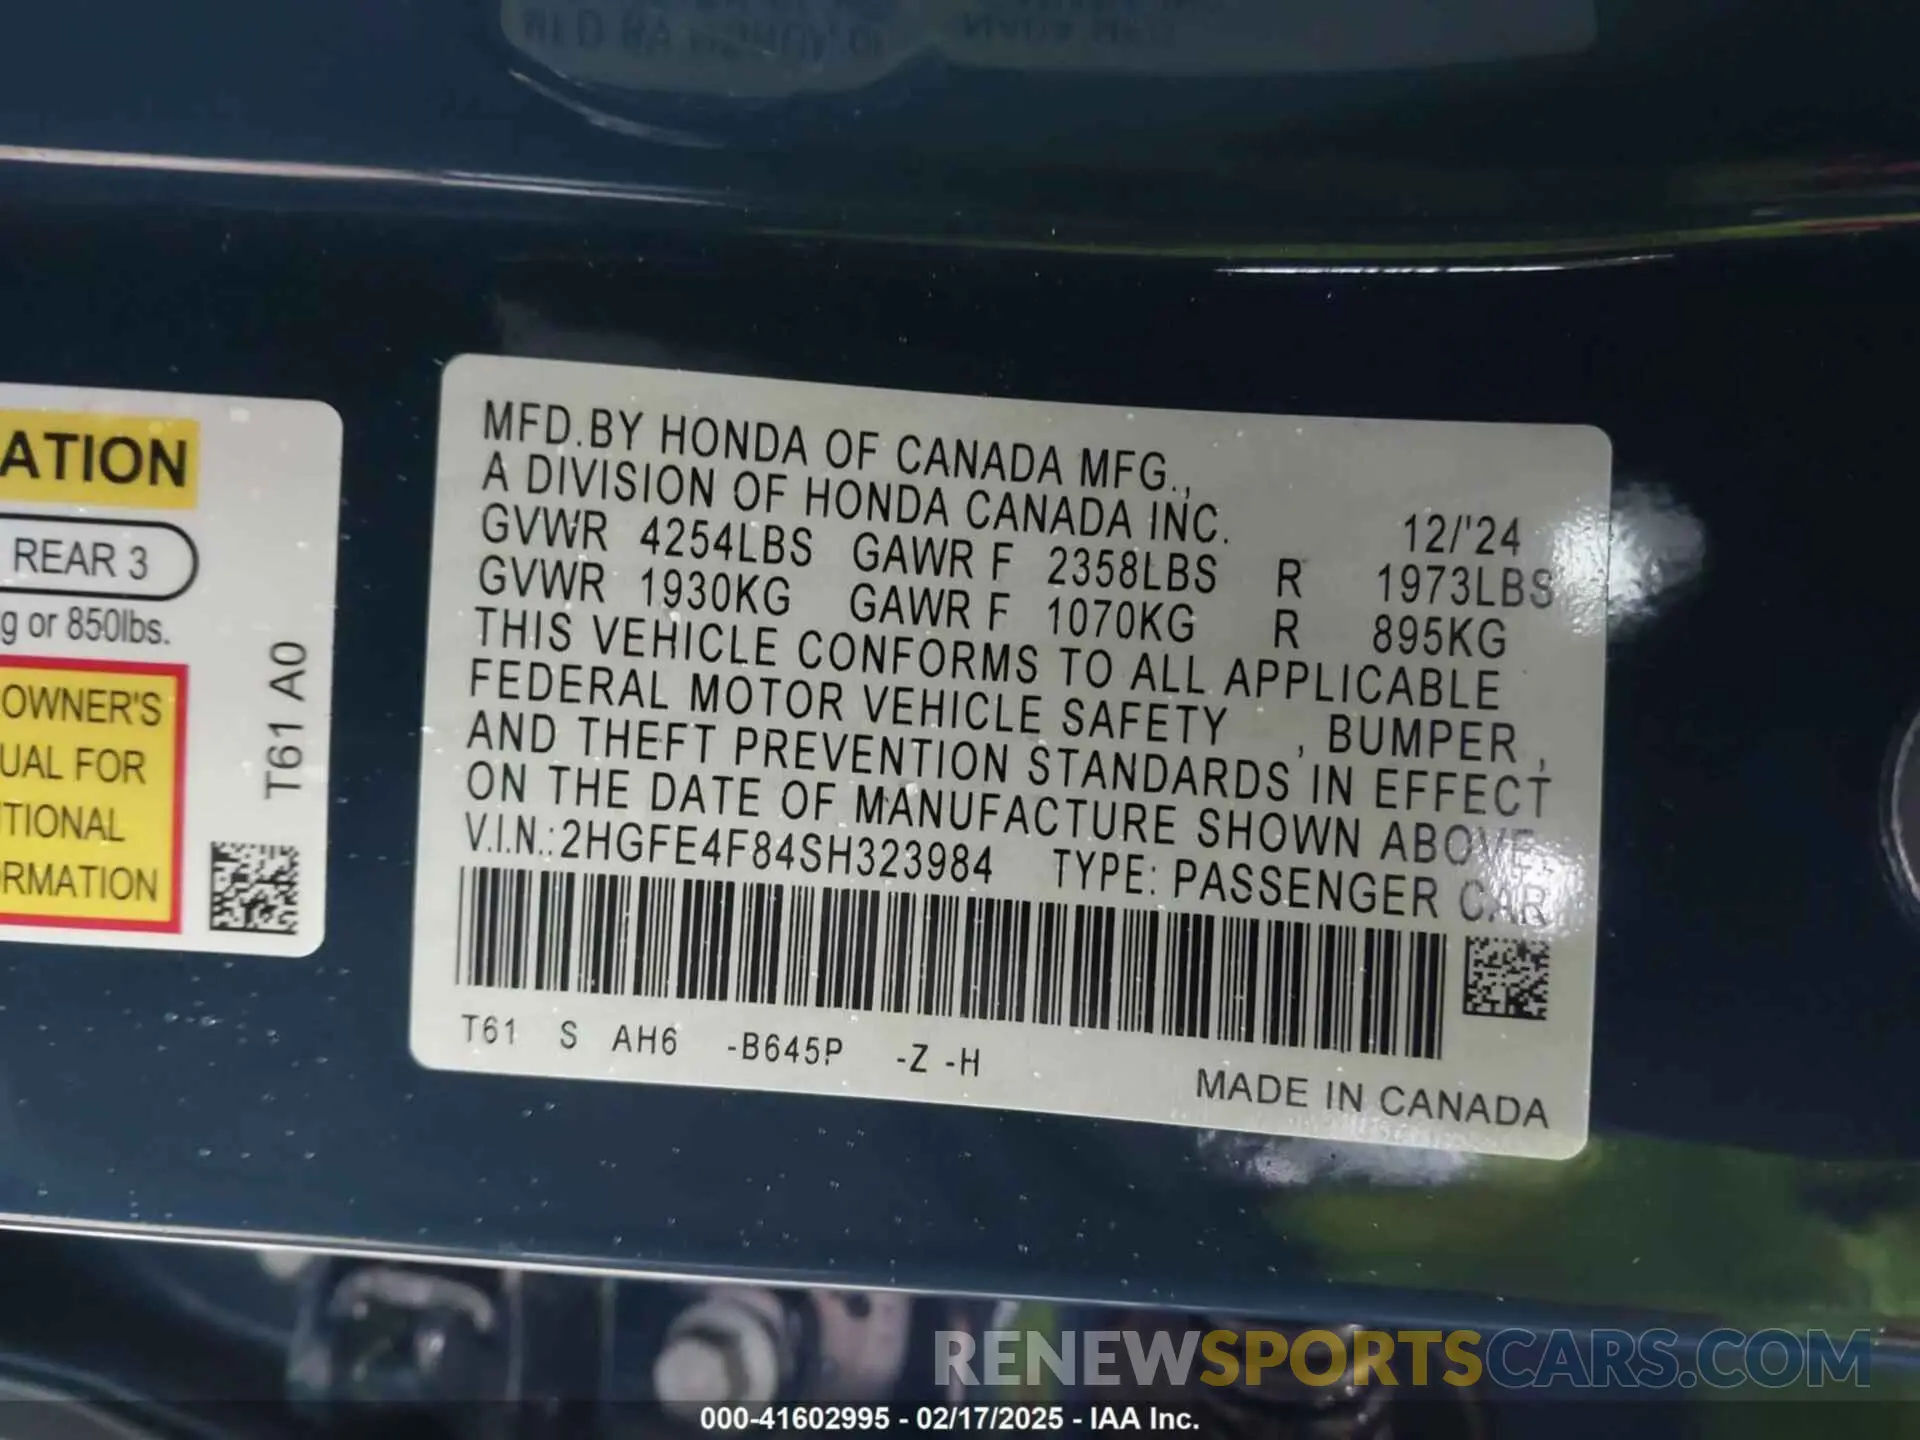 ATION
REAR 3
g or 850lbs.
OWNER'S
UAL FOR
TIONAL
RMATION
T61 A0
MFD.BY HONDA OF CANADA MFG.,
A DIVISION OF HONDA CANADA INC. 12/'24
GVWR 4254LBS GAWR F 2358LBS R 1973LBS
GVWR 1930KG GAWR F 1070KG R 895KG
THIS VEHICLE CONFORMS TO ALL APPLICABLE
FEDERAL MOTOR VEHICLE SAFETY , BUMPER ,
AND THEFT PREVENTION STANDARDS IN EFFECT
ON THE DATE OF MANUFACTURE SHOWN ABOVE.
V.I.N.:2HGFE4F84SH323984 TYPE: PASSENGER CAR
T61 S AH6 -B645P -Z -H
MADE IN CANADA
RENEWSPORTSCARS.COM
000-41602995 - 02/17/2025 - IAA Inc.